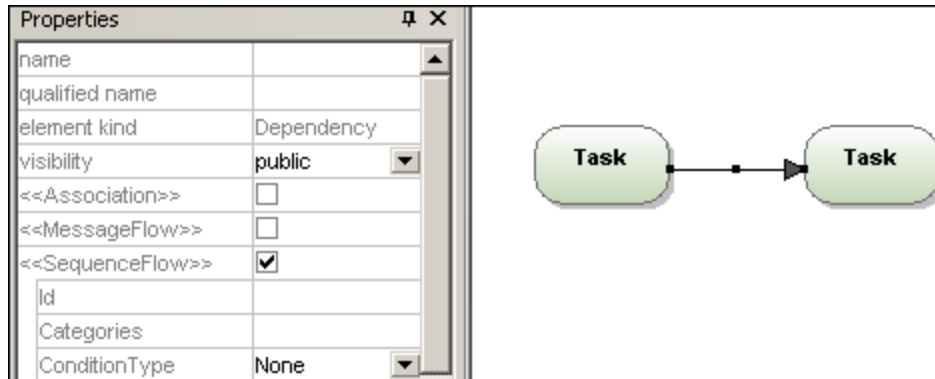 Properties
name
qualified name
element kind Dependency
visibility public
<<Association>>
<<MessageFlow>>
<<SequenceFlow>>
Id
Categories
ConditionType None
Task
Task